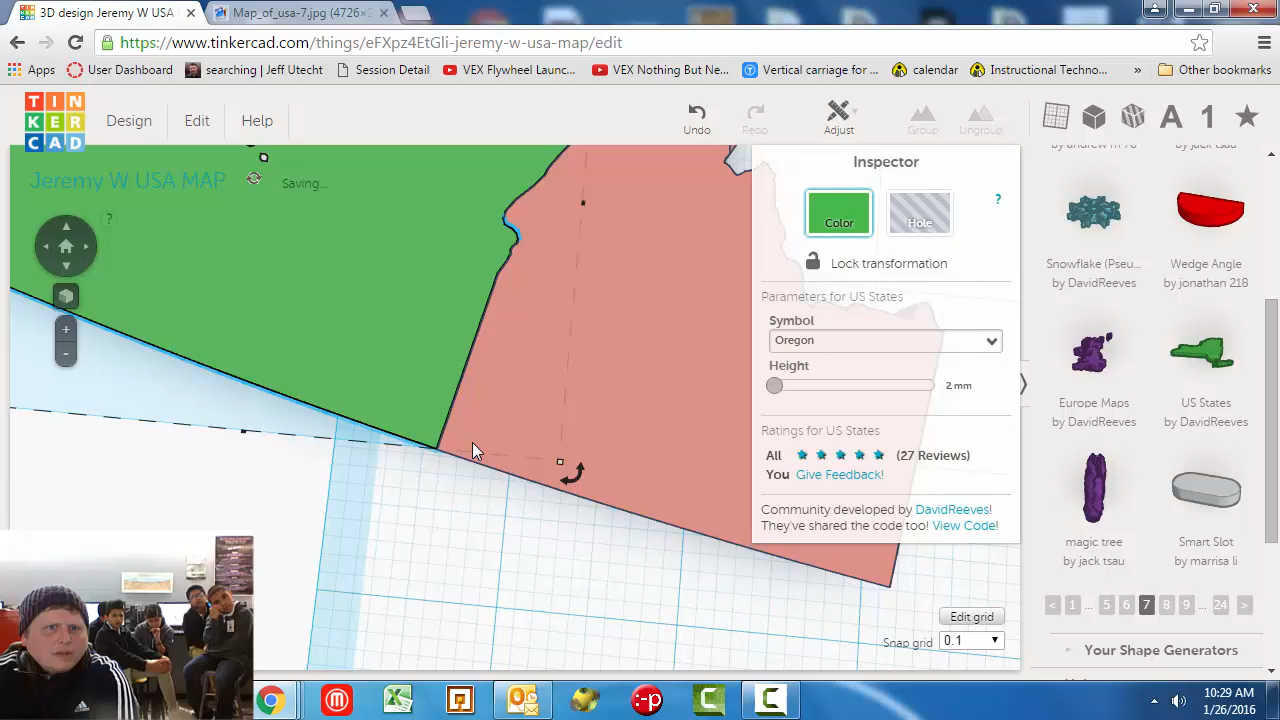 3D design Jeremy W USA
Map_of_usa-7.jpg (4726×
https://www.tinkercad.com/things/eFXpz4EtGli-jeremy-w-usa-map/edit
Apps User Dashboard searching | Jeff Utecht Session Detail VEX Flywheel Launc... VEX Nothing But Ne... Vertical carriage for ... calendar Instructional Techno... » Other bookmarks
TIN
KER
CAD
Design Edit Help
Undo Redo Adjust Group Ungroup
A 1
Jeremy W USA MAP
Saving...
?
+
-
Inspector
Color Hole ?
Lock transformation
Parameters for US States
Symbol
Oregon
Height
2 mm
Ratings for US States
All (27 Reviews)
You Give Feedback!
Community developed by DavidReeves!
They've shared the code too! View Code!
Edit grid
Snap grid 0.1
by andrew m 76 by jack tsau
Snowflake (Pseu... Wedge Angle
by DavidReeves by jonathan 218
Europe Maps US States
by DavidReeves by DavidReeves
magic tree Smart Slot
by jack tsau by marrisa li
< 1 ... 5 6 7 8 9 ... 24 >
Your Shape Generators
10:29 AM
1/26/2016